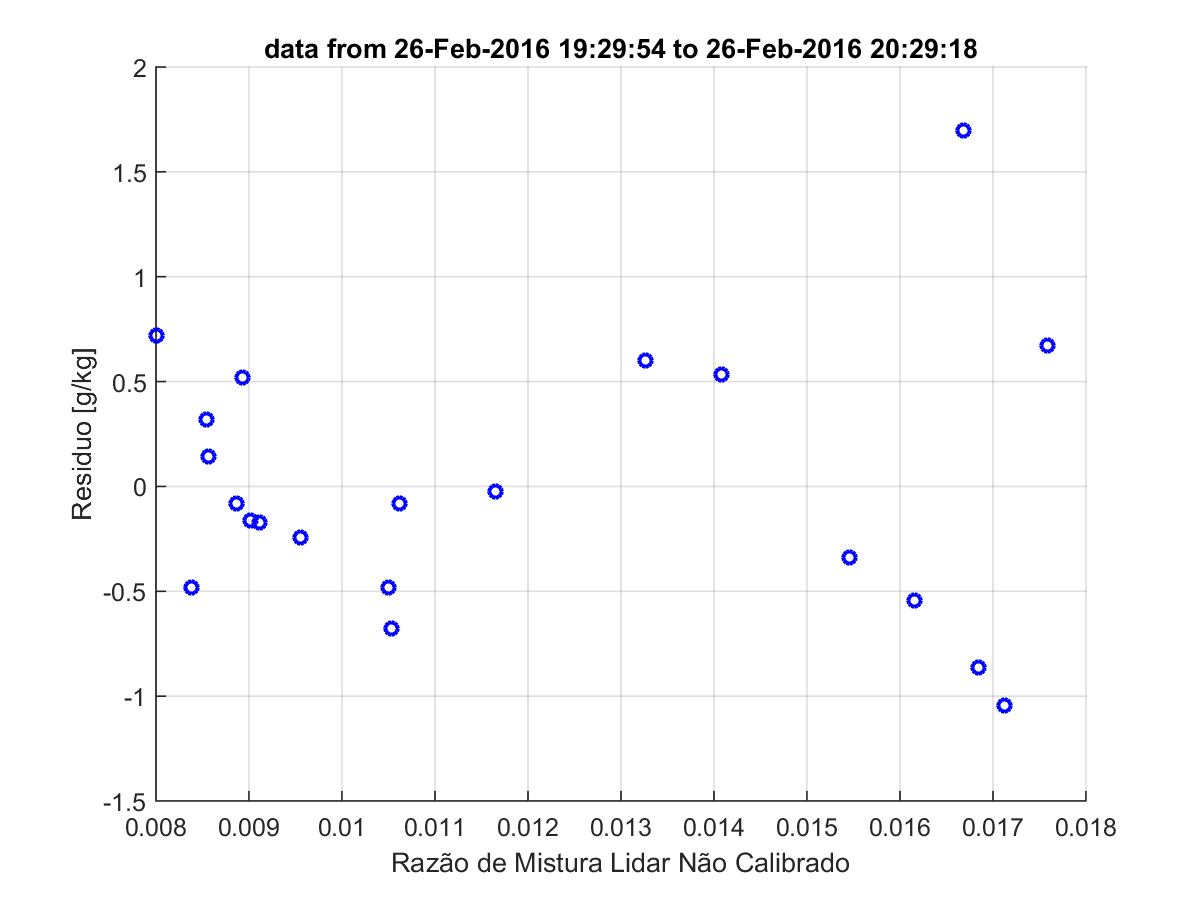 data from 26-Feb-2016 19:29:54 to 26-Feb-2016 20:29:18
2
1.5
1
0.5
0
-0.5
-1
-1.5
Residuo [g/kg]
0.008 0.009 0.01 0.011 0.012 0.013 0.014 0.015 0.016 0.017 0.018
Razão de Mistura Lidar Não Calibrado